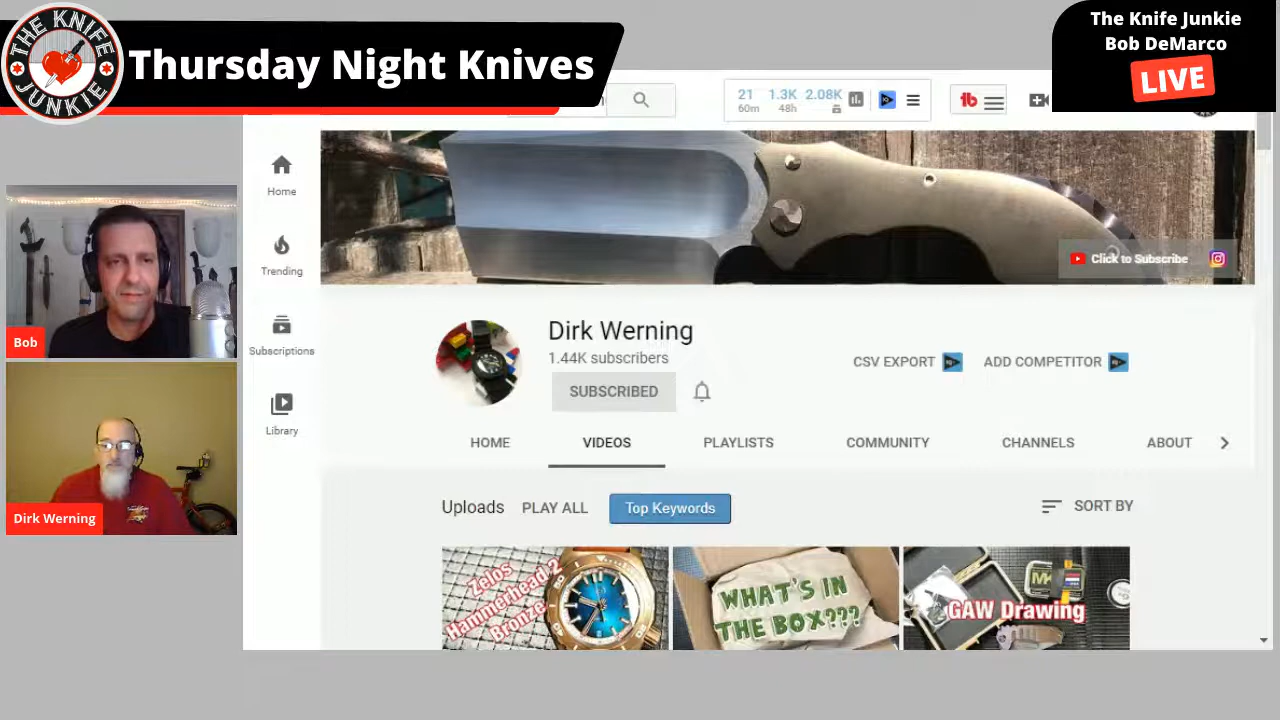 THE KNIFE
JUNKIE
Thursday Night Knives
The Knife Junkie
Bob DeMarco
LIVE
21 1.3K 2.08K
60m 48h
Home
Trending
Subscriptions
Library
Click to Subscribe
Bob
Dirk Werning
Dirk Werning
1.44K subscribers
SUBSCRIBED
CSV EXPORT
ADD COMPETITOR
HOME VIDEOS PLAYLISTS COMMUNITY CHANNELS ABOUT
Uploads PLAY ALL Top Keywords SORT BY
Zelos
Hammerhead 2
Bronze
WHAT'S IN
THE BOX???
GAW Drawing